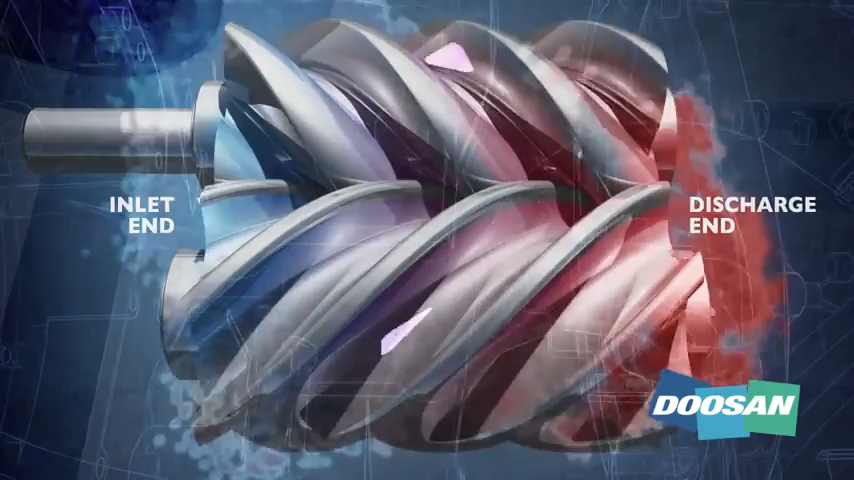 INLET
END
DISCHARGE
END
DOOSAN